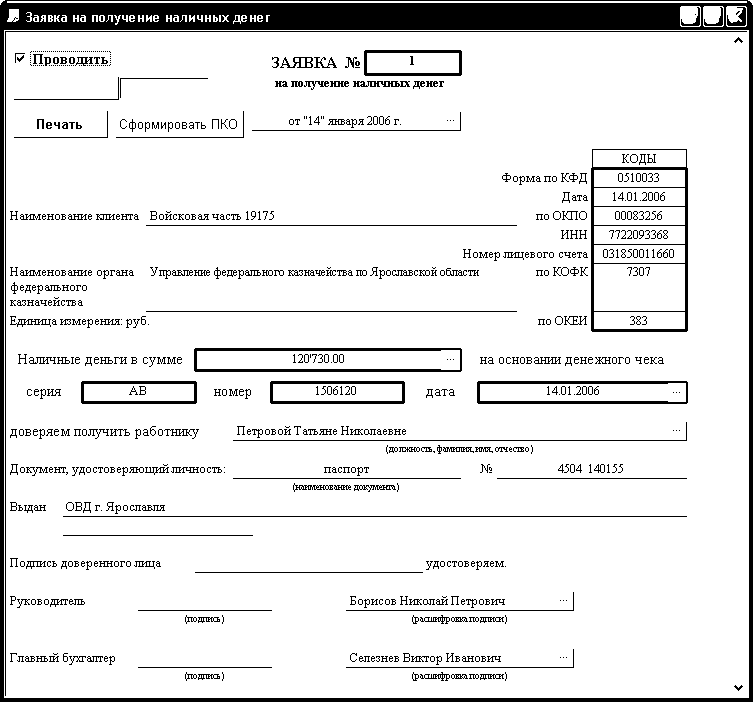 Заявка на получение наличных денег
Проводить
ЗАЯВКА № 1
на получение наличных денег
Печать Сформировать ПКО от "14" января 2006 г. ...
КОДЫ
Форма по КФД 0510033
Дата 14.01.2006
Наименование клиента Войсковая часть 19175 по ОКПО 00083256
ИНН 7722093368
Номер лицевого счета 031850011660
Наименование органа Управление федерального казначейства по Ярославской области по КОФК 7307
федерального
казначейства
Единица измерения: руб. по ОКЕИ 383
Наличные деньги в сумме 120'730.00 ... на основании денежного чека
серия АВ номер 1506120 дата 14.01.2006 ...
доверяем получить работнику Петровой Татьяне Николаевне ...
(должность, фамилия, имя, отчество)
Документ, удостоверяющий личность: паспорт № 4504 140155
(наименование документа)
Выдан ОВД г. Ярославля
Подпись доверенного лица удостоверяем.
Руководитель Борисов Николай Петрович ...
(подпись) (расшифровка подписи)
Главный бухгалтер Селезнев Виктор Иванович ...
(подпись) (расшифровка подписи)